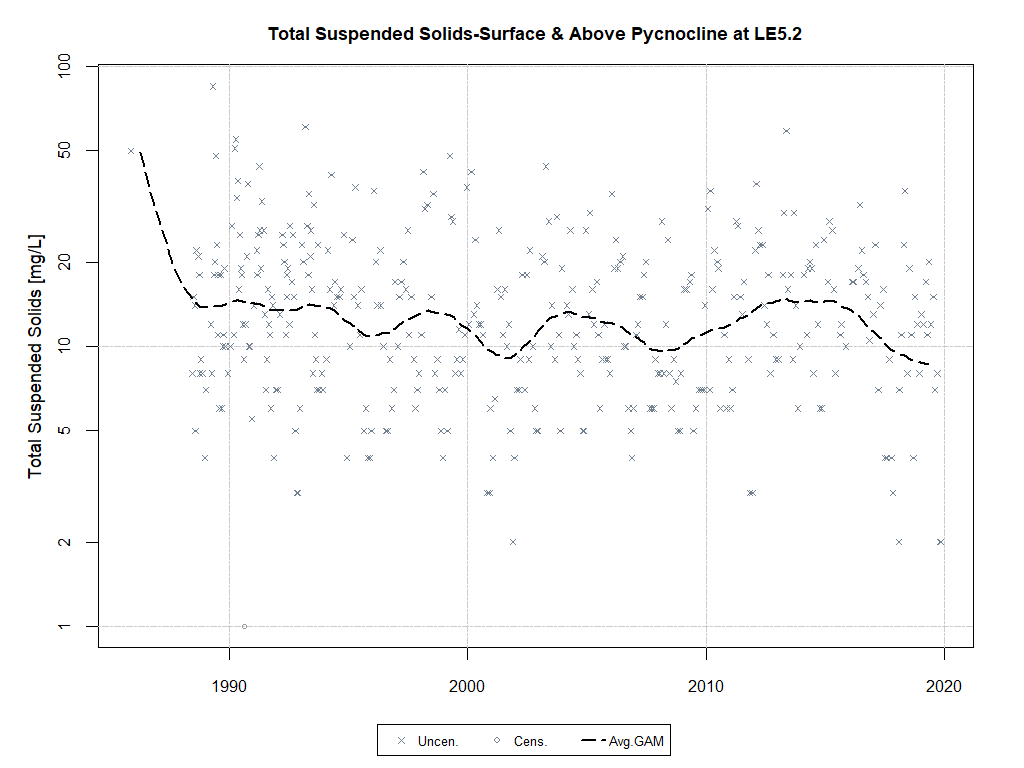 Total Suspended Solids-Surface & Above Pycnocline at LE5.2
Total Suspended Solids [mg/L]
100
50
20
10
5
2
1
1990 2000 2010 2020
Uncen. Cens. Avg.GAM